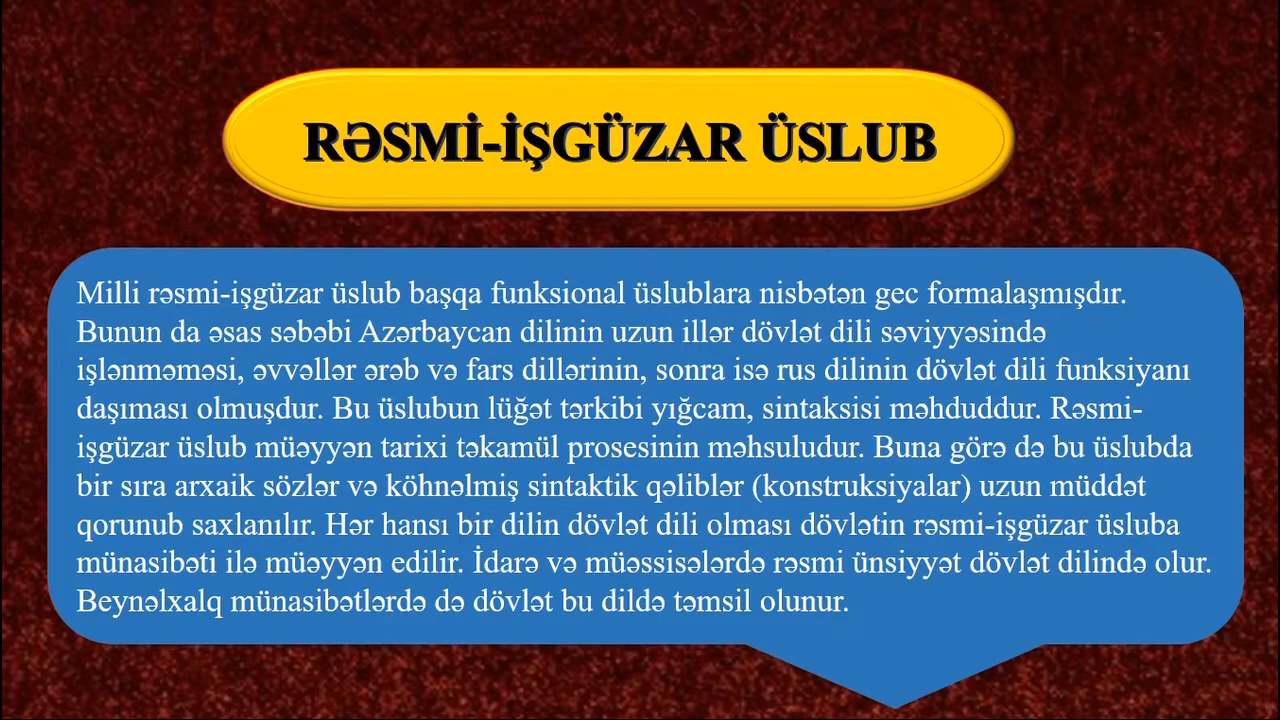 RƏSMİ-İŞGÜZAR ÜSLUB
Milli rəsmi-işgüzar üslub başqa funksional üslublara nisbətən gec formalaşmışdır.
Bunun da əsas səbəbi Azərbaycan dilinin uzun illər dövlət dili səviyyəsində
işlənməməsi, əvvəllər ərəb və fars dillərinin, sonra isə rus dilinin dövlət dili funksiyanı
daşıması olmuşdur. Bu üslubun lüğət tərkibi yığcam, sintaksisi məhduddur. Rəsmi-
işgüzar üslub müəyyən tarixi təkamül prosesinin məhsuludur. Buna görə də bu üslubda
bir sıra arxaik sözlər və köhnəlmiş sintaktik qəliblər (konstruksiyalar) uzun müddət
qorunub saxlanılır. Hər hansı bir dilin dövlət dili olması dövlətin rəsmi-işgüzar üsluba
münasibəti ilə müəyyən edilir. İdarə və müəssisələrdə rəsmi ünsiyyət dövlət dilində olur.
Beynəlxalq münasibətlərdə də dövlət bu dildə təmsil olunur.